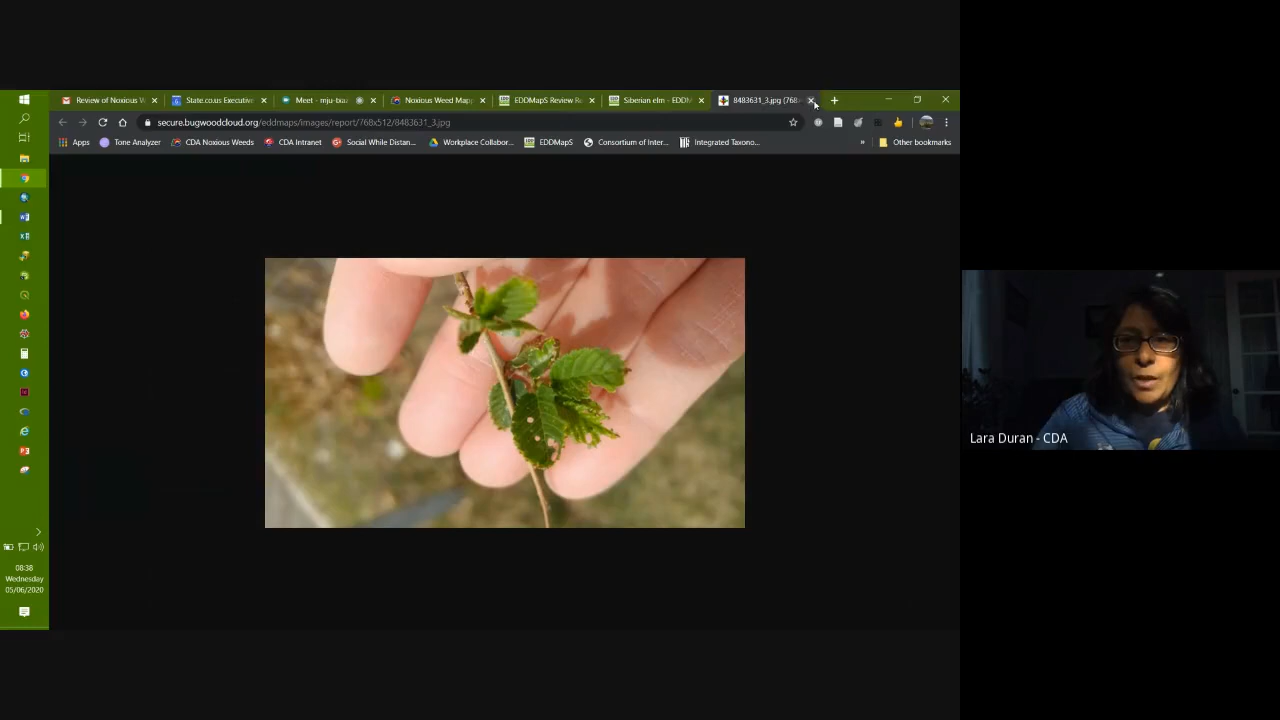 Review of Noxious W
State.co.us Executive
Meet - mju-txau
Noxious Weed Mapp
EDDMapS Review Re
Siberian elm - EDDM
8483631_3.jpg (768
secure.bugwoodcloud.org/eddmaps/images/report/768x512/8483631_3.jpg
Apps
Tone Analyzer
CDA Noxious Weeds
CDA Intranet
Social While Distan...
Workplace Collabor...
EDDMapS
Consortium of Inter...
Integrated Taxono...
»
Other bookmarks
Lara Duran - CDA
08:38
Wednesday
05/06/2020